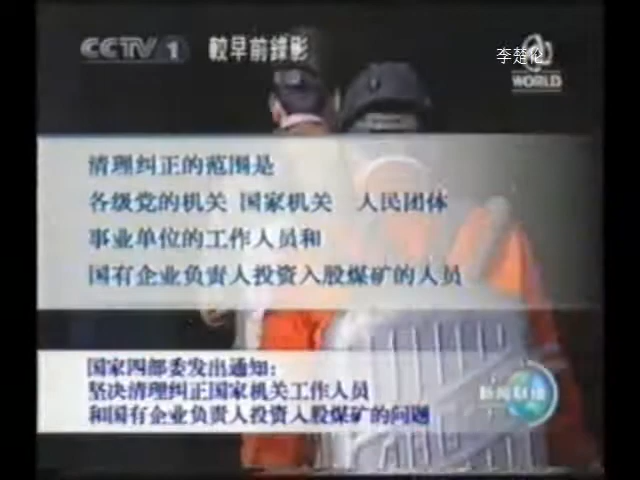 CCTV 1 較早前錄影
李楚伦
WORLD
清理纠正的范围是
各级党的机关 国家机关 人民团体
事业单位的工作人员和
国有企业负责人投资入股煤矿的人员
国家四部委发出通知：
坚决清理纠正国家机关工作人员
和国有企业负责人投资入股煤矿的问题
新闻联播